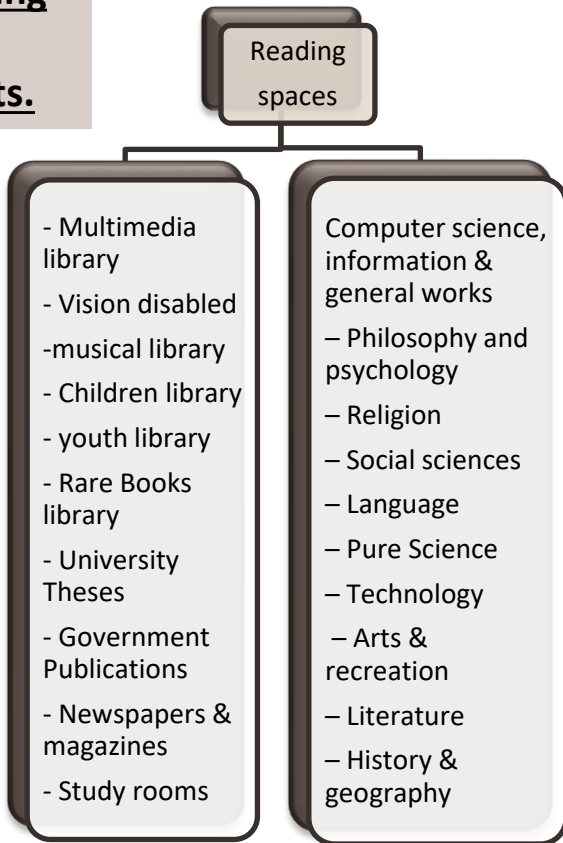 ts.
Reading
spaces
- Multimedia
library
- Vision disabled
-musical library
- Children library
- youth library
- Rare Books
library
- University
Theses
- Government
Publications
- Newspapers &
magazines
- Study rooms
Computer science,
information &
general works
– Philosophy and
psychology
– Religion
– Social sciences
– Language
– Pure Science
– Technology
– Arts &
recreation
– Literature
– History &
geography